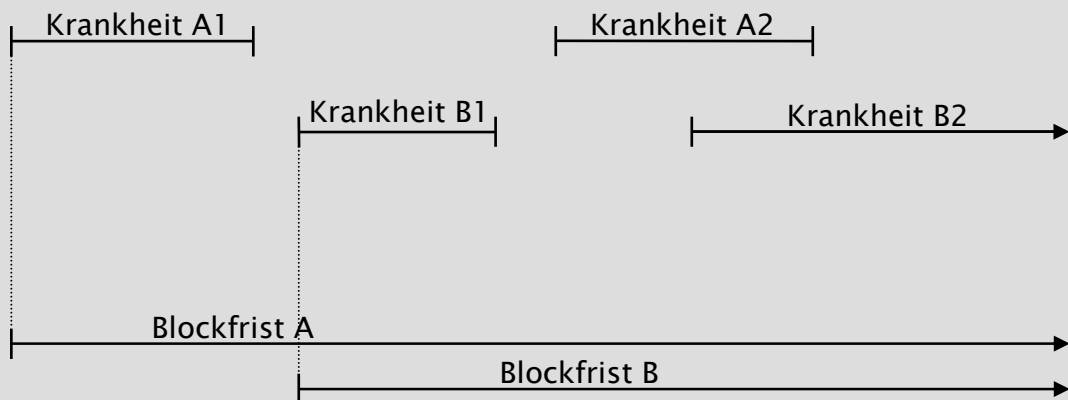 Krankheit A1
Krankheit A2
Krankheit B1
Krankheit B2
Blockfrist A
Blockfrist B